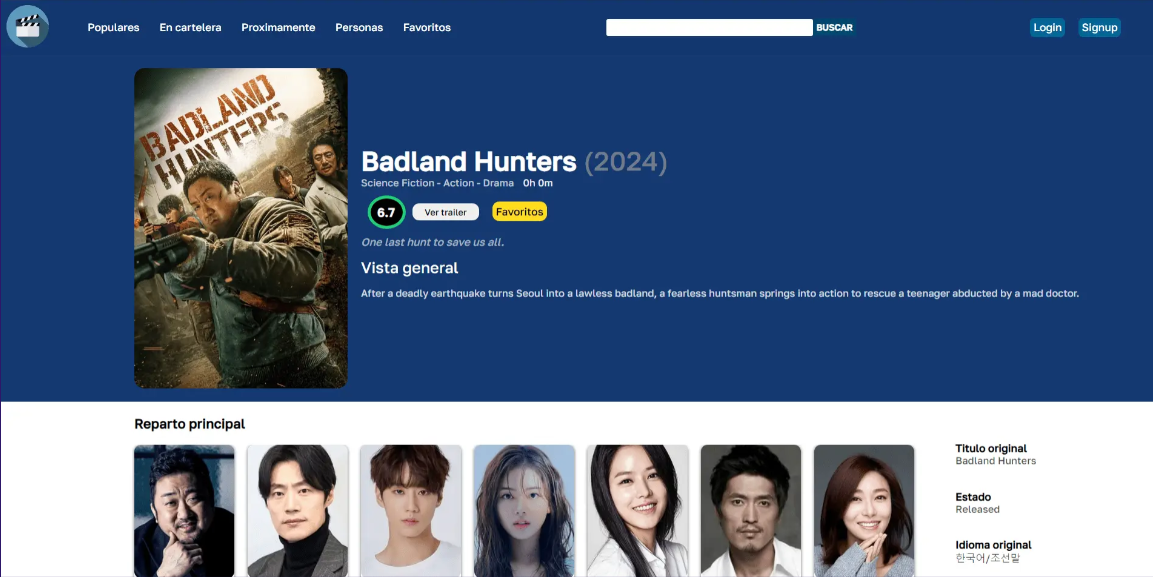 Populares En cartelera Proximamente Personas Favoritos BUSCAR Login Signup
BADLAND
HUNTERS
Badland Hunters (2024)
Science Fiction - Action - Drama 0h 0m
6.7 Ver trailer Favoritos
One last hunt to save us all.
Vista general
After a deadly earthquake turns Seoul into a lawless badland, a fearless huntsman springs into action to rescue a teenager abducted by a mad doctor.
Reparto principal
Titulo original
Badland Hunters
Estado
Released
Idioma original
한국어/조선말